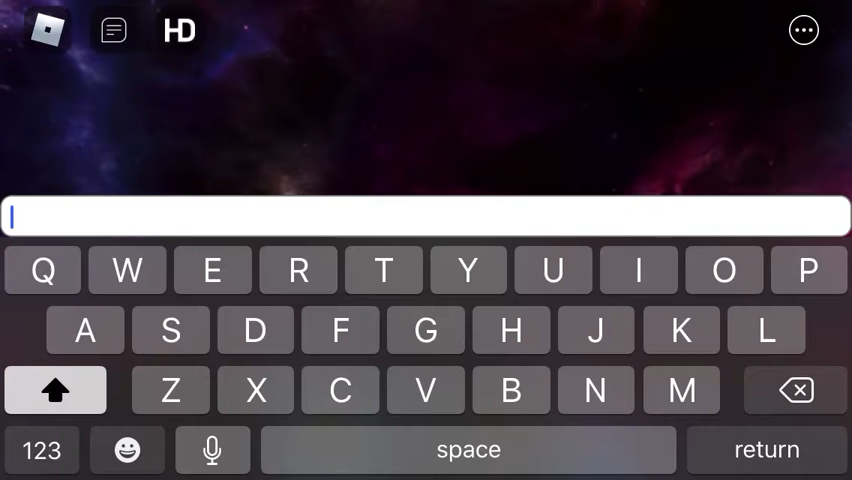 HD
Q W E R T Y U I O P
A S D F G H J K L
Z X C V B N M
123 space return